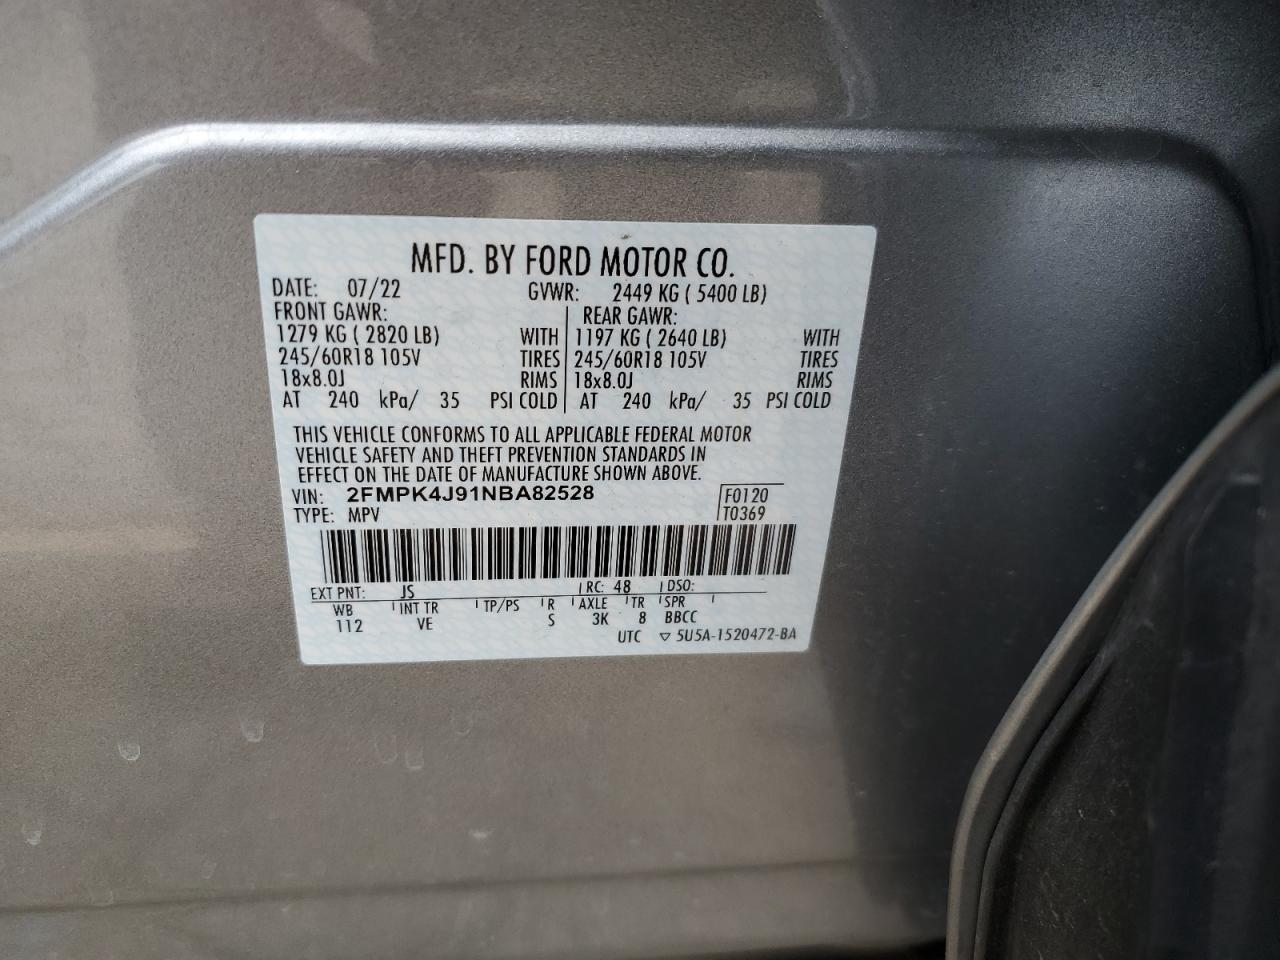 MFD. BY FORD MOTOR CO.
DATE: 07/22 GVWR: 2449 KG ( 5400 LB)
FRONT GAWR: REAR GAWR:
1279 KG ( 2820 LB) WITH 1197 KG ( 2640 LB) WITH
245/60R18 105V TIRES 245/60R18 105V TIRES
18x8.0J RIMS 18x8.0J RIMS
AT 240 kPa/ 35 PSI COLD AT 240 kPa/ 35 PSI COLD
THIS VEHICLE CONFORMS TO ALL APPLICABLE FEDERAL MOTOR
VEHICLE SAFETY AND THEFT PREVENTION STANDARDS IN
EFFECT ON THE DATE OF MANUFACTURE SHOWN ABOVE.
VIN: 2FMPK4J91NBA82528 F0120
TYPE: MPV T0369
EXT PNT: JS RC: 48 DSO:
WB INT TR TP/PS R AXLE TR SPR
112 VE S 3K 8 BBCC
UTC ▽ 5U5A-1520472-BA